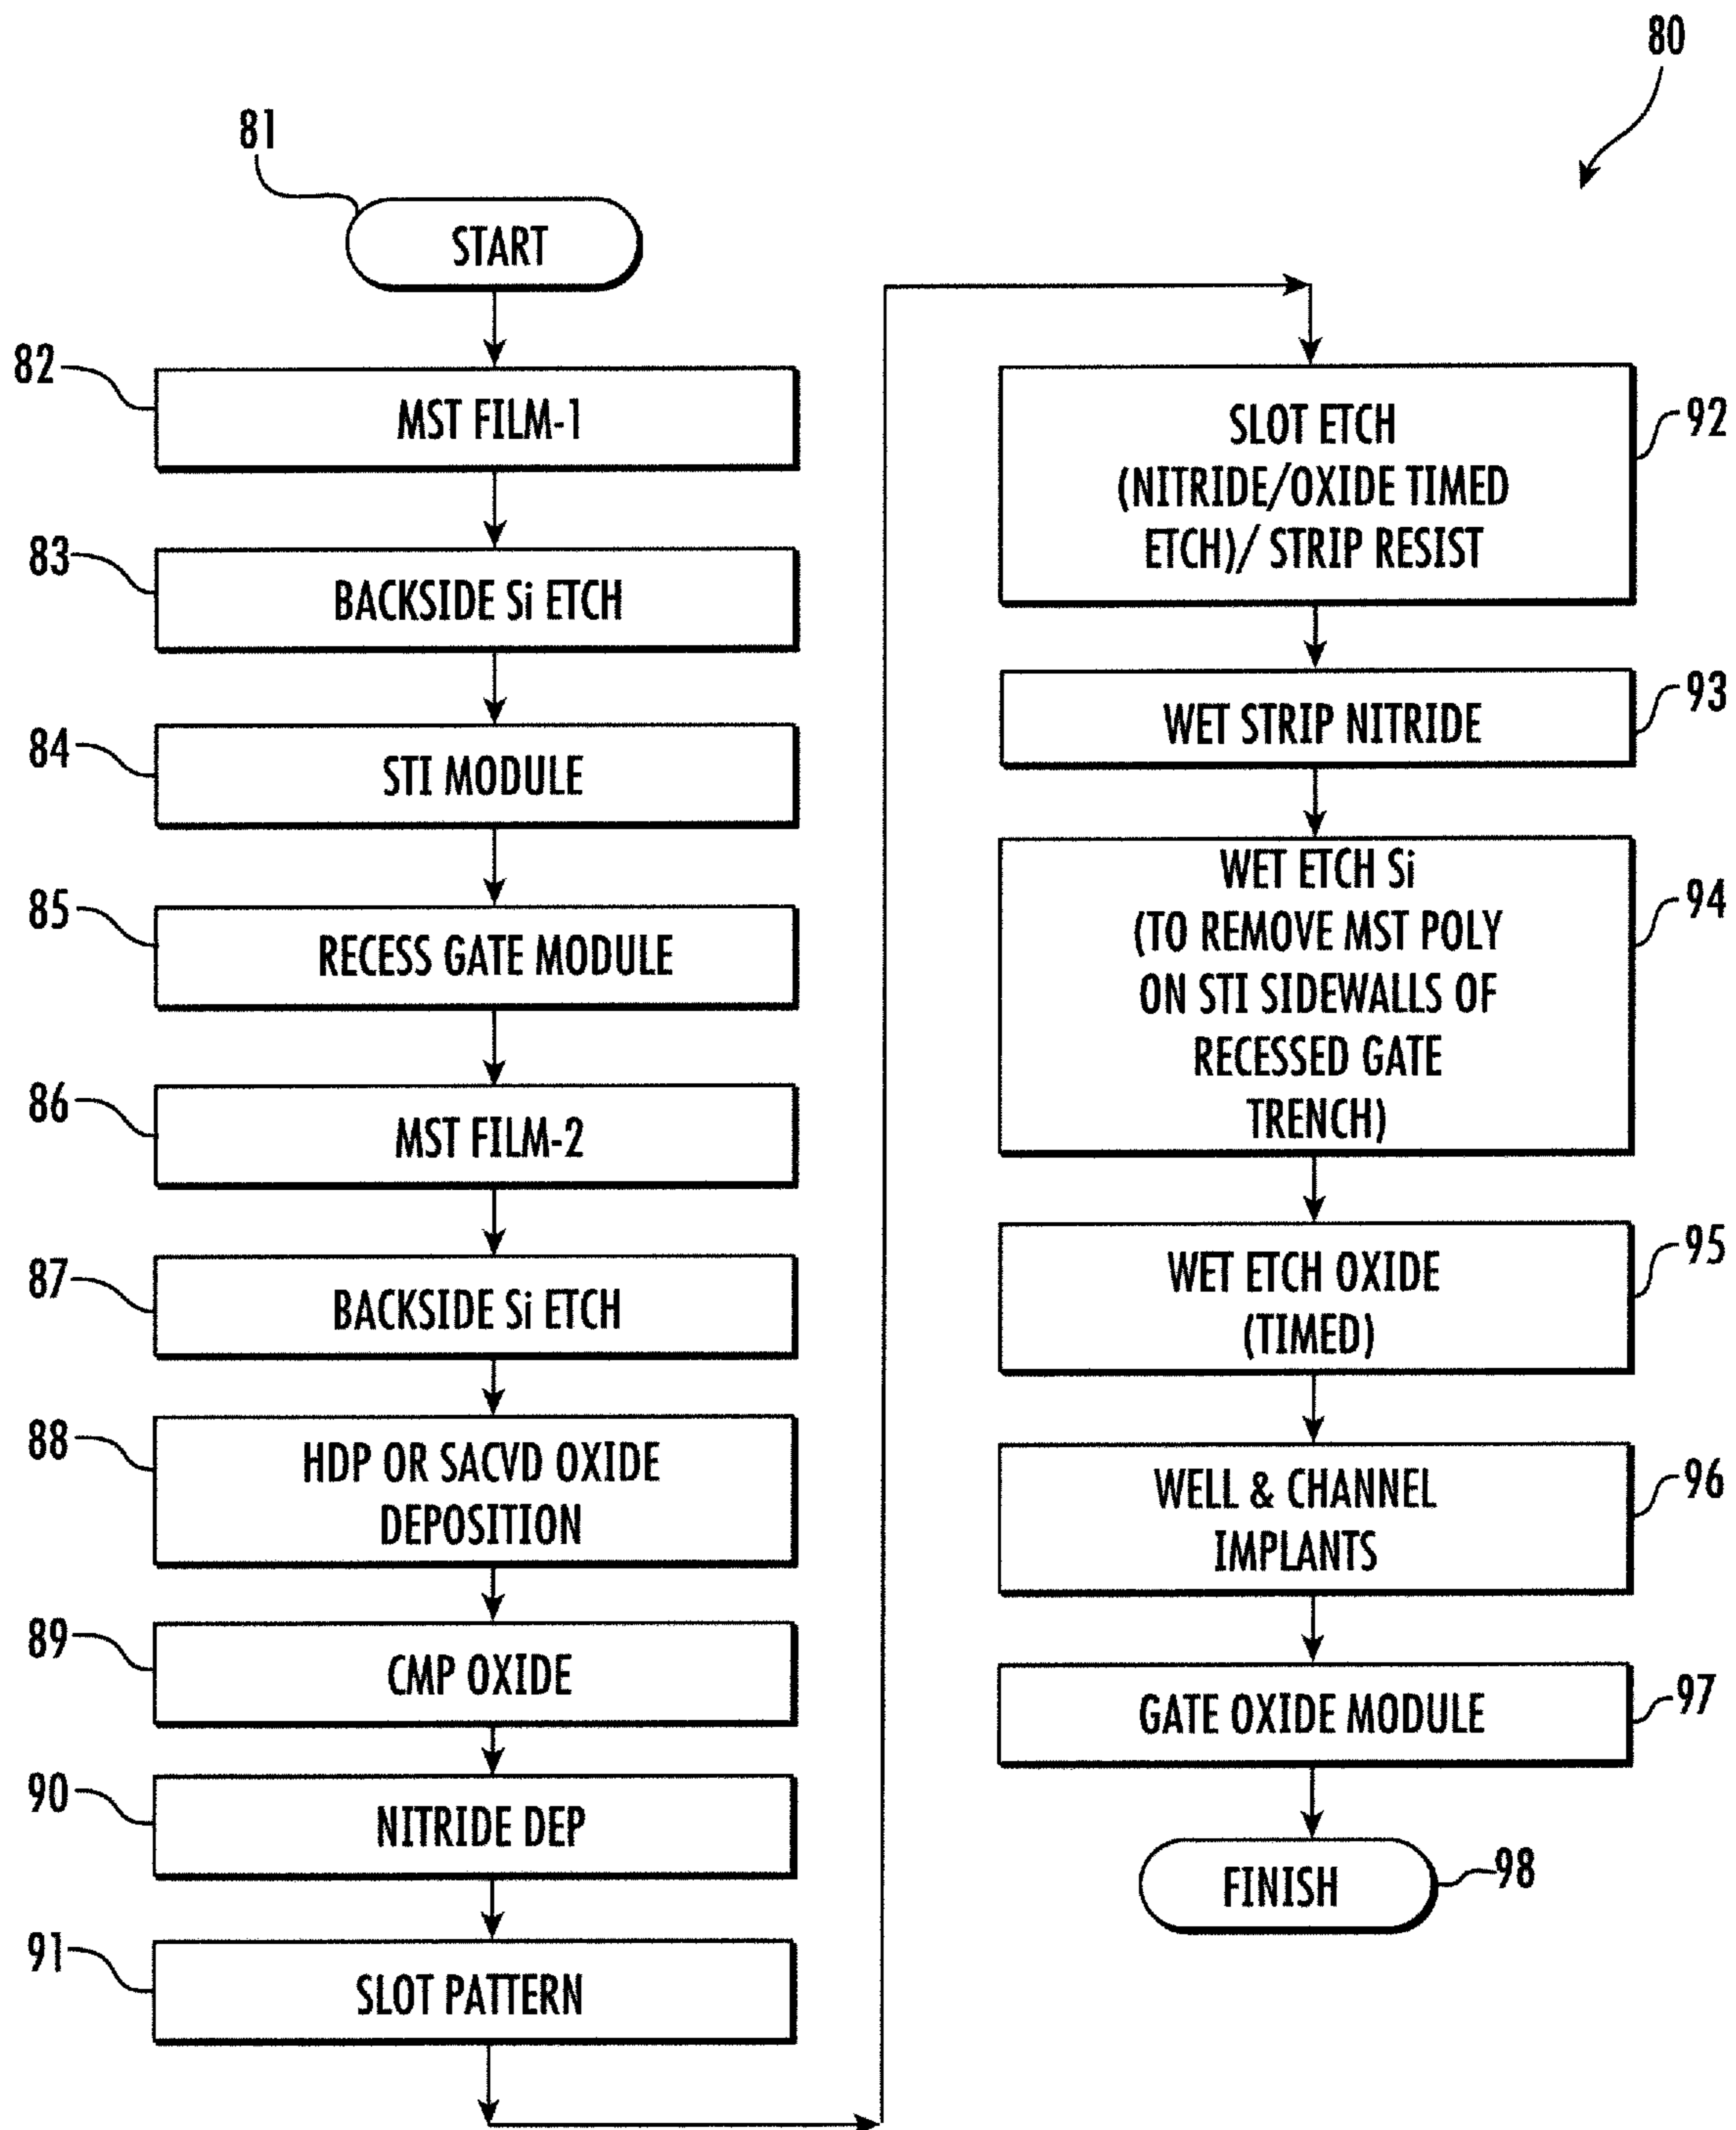 80
81
START
82
MST FILM-1
83
BACKSIDE Si ETCH
84
STI MODULE
85
RECESS GATE MODULE
86
MST FILM-2
87
BACKSIDE Si ETCH
88
HDP OR SACVD OXIDE
DEPOSITION
89
CMP OXIDE
90
NITRIDE DEP
91
SLOT PATTERN
SLOT ETCH
(NITRIDE/OXIDE TIMED
ETCH)/ STRIP RESIST
92
WET STRIP NITRIDE
93
WET ETCH Si
(TO REMOVE MST POLY
ON STI SIDEWALLS OF
RECESSED GATE
TRENCH)
94
WET ETCH OXIDE
(TIMED)
95
WELL & CHANNEL
IMPLANTS
96
GATE OXIDE MODULE
97
FINISH
98